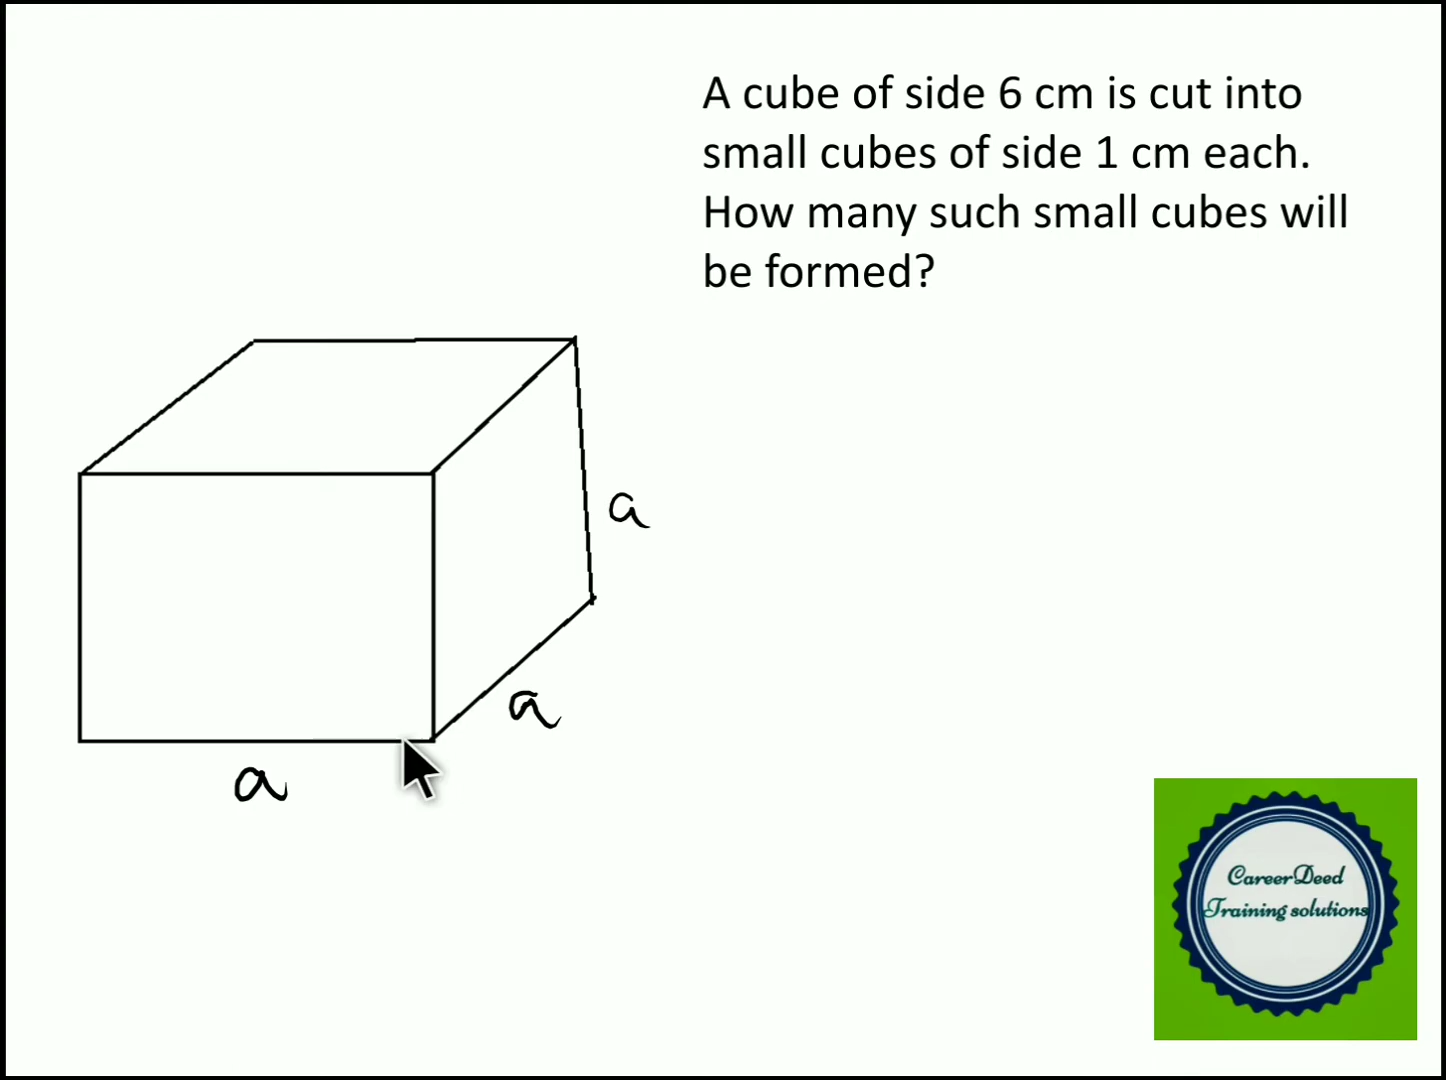 A cube of side 6 cm is cut into
small cubes of side 1 cm each.
How many such small cubes will
be formed?
a
a
a
CareerDeed
Training solutions